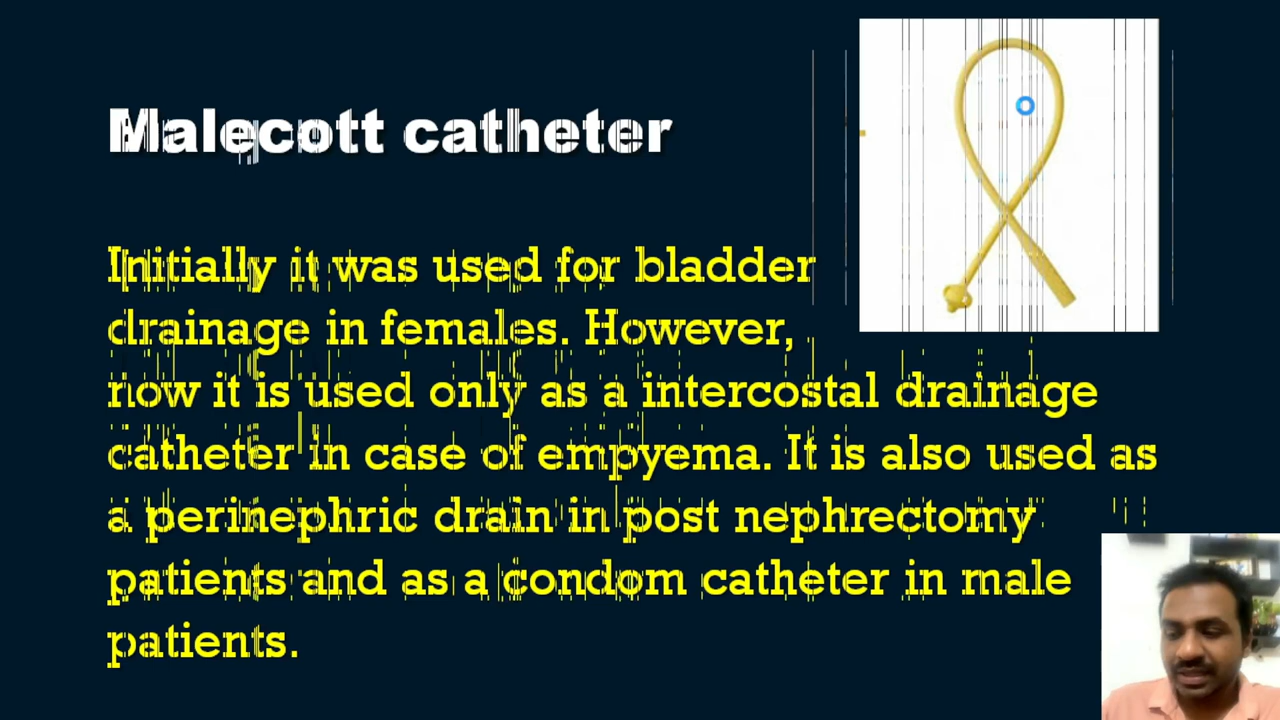 Malecott catheter
Initially it was used for bladder
drainage in females. However,
now it is used only as a intercostal drainage
catheter in case of empyema. It is also used as
a perinephric drain in post nephrectomy
patients and as a condom catheter in male
patients.